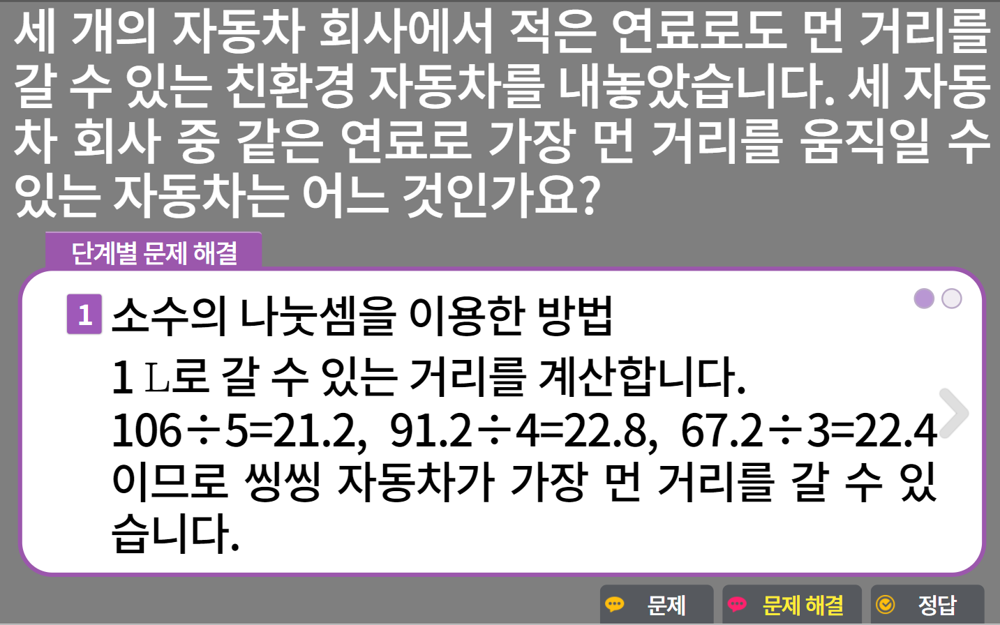 세 개의 자동차 회사에서 적은 연료로도 먼 거리를
갈 수 있는 친환경 자동차를 내놓았습니다. 세 자동
차 회사 중 같은 연료로 가장 먼 거리를 움직일 수
있는 자동차는 어느 것인가요?
단계별 문제 해결
1 소수의 나눗셈을 이용한 방법
1 L로 갈 수 있는 거리를 계산합니다.
106÷5=21.2, 91.2÷4=22.8, 67.2÷3=22.4
이므로 씽씽 자동차가 가장 먼 거리를 갈 수 있
습니다.
문제 문제 해결 정답